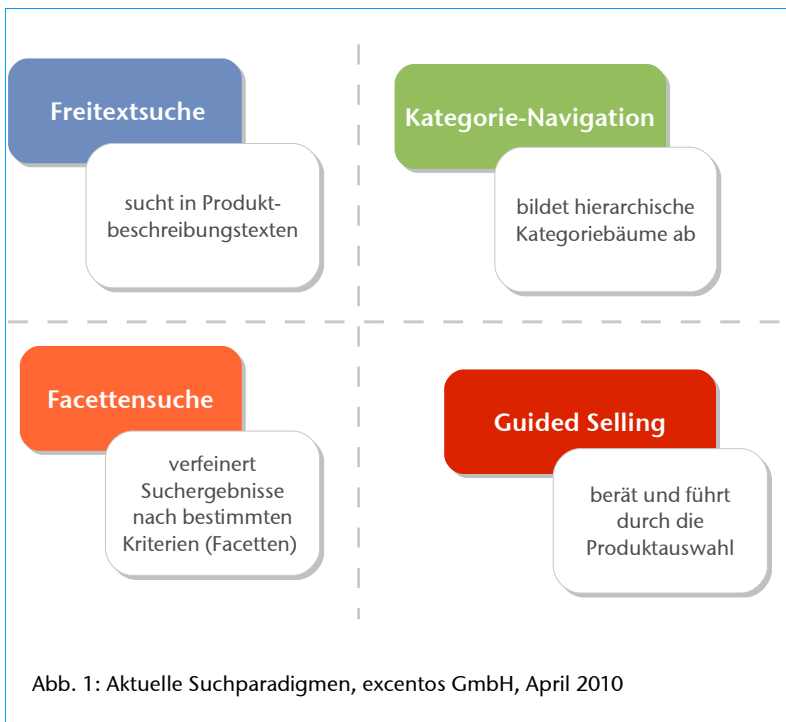 Freitextsuche
sucht in Produkt-
beschreibungstexten
Kategorie-Navigation
bildet hierarchische
Kategoriebäume ab
Facettensuche
verfeinert
Suchergebnisse
nach bestimmten
Kriterien (Facetten)
Guided Selling
berät und führt
durch die
Produktauswahl
Abb. 1: Aktuelle Suchparadigmen, excentos GmbH, April 2010